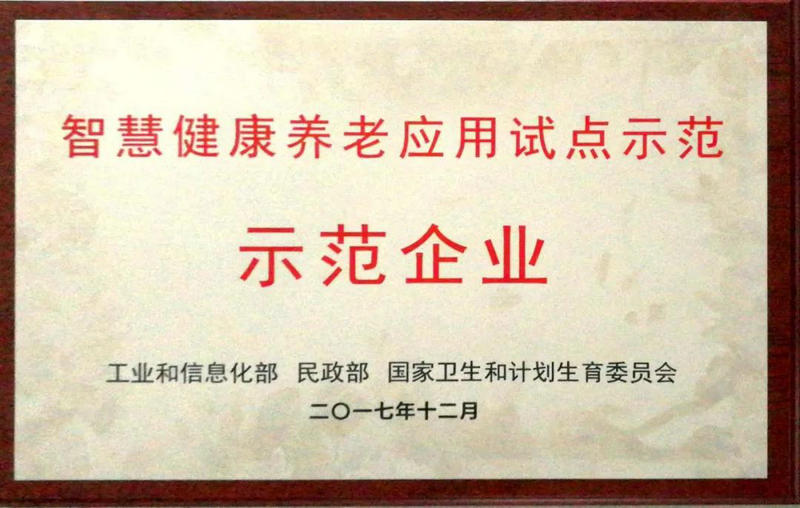 智慧健康养老应用试点示范
示范企业
工业和信息化部 民政部 国家卫生和计划生育委员会
二〇一七年十二月